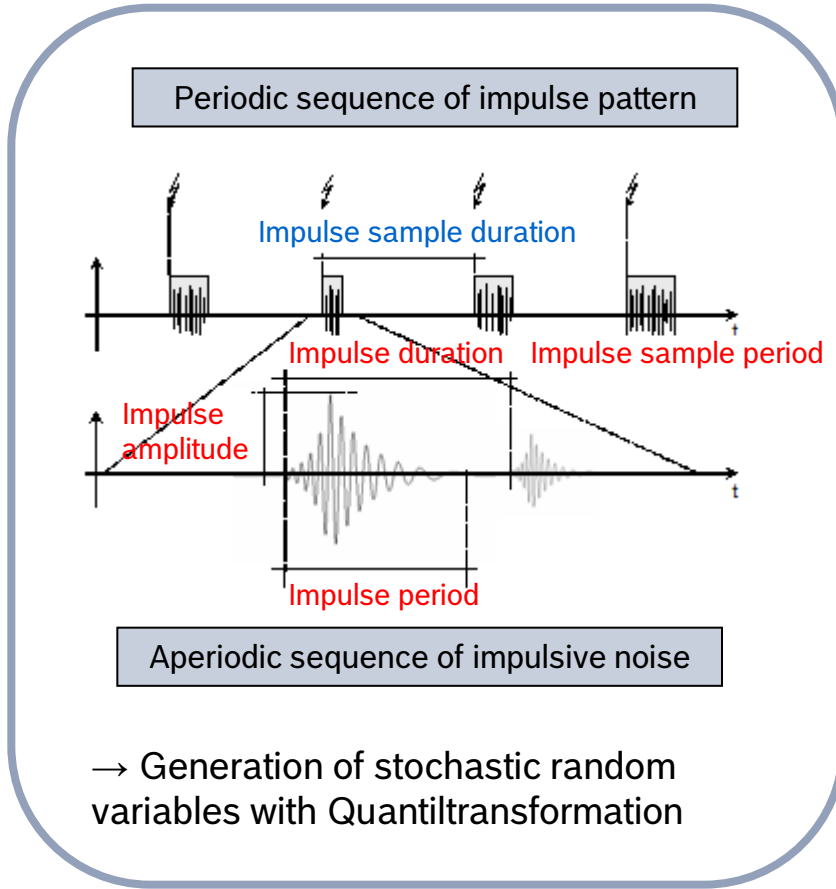 Periodic sequence of impulse pattern
Impulse sample duration
t
Impulse duration
Impulse sample period
Impulse
amplitude
t
Impulse period
Aperiodic sequence of impulsive noise
→ Generation of stochastic random
variables with Quantiltransformation